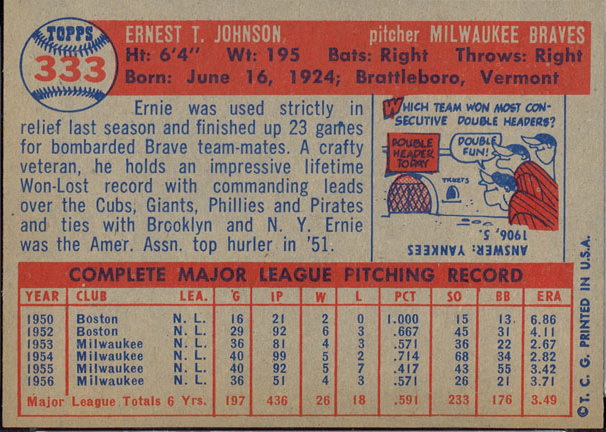 TOPPS
333
ERNEST T. JOHNSON, pitcher MILWAUKEE BRAVES
Ht: 6'4" Wt: 195 Bats: Right Throws: Right
Born: June 16, 1924; Brattleboro, Vermont
Ernie was used strictly in
relief last season and finished up 23 games
for bombarded Brave team-mates. A crafty
veteran, he holds an impressive lifetime
Won-Lost record with commanding leads
over the Cubs, Giants, Phillies and Pirates
and ties with Brooklyn and N. Y. Ernie
was the Amer. Assn. top hurler in '51.
WHICH TEAM WON MOST CON-
SECUTIVE DOUBLE HEADERS?
DOUBLE
HEADER
TODAY
DOUBLE
FUN!
TICKETS
ANSWER: YANKEES
1906, 5.
COMPLETE MAJOR LEAGUE PITCHING RECORD
YEAR CLUB LEA. G IP W L PCT SO BB ERA
1950 Boston N. L. 16 21 2 0 1.000 15 13 6.86
1952 Boston N. L. 29 92 6 3 .667 45 31 4.11
1953 Milwaukee N. L. 36 81 4 3 .571 36 22 2.67
1954 Milwaukee N. L. 40 99 5 2 .714 68 34 2.82
1955 Milwaukee N. L. 40 92 5 7 .417 43 55 3.42
1956 Milwaukee N. L. 36 51 4 3 .571 26 21 3.71
Major League Totals 6 Yrs. 197 436 26 18 .591 233 176 3.49
© T. C. G. PRINTED IN U.S.A.